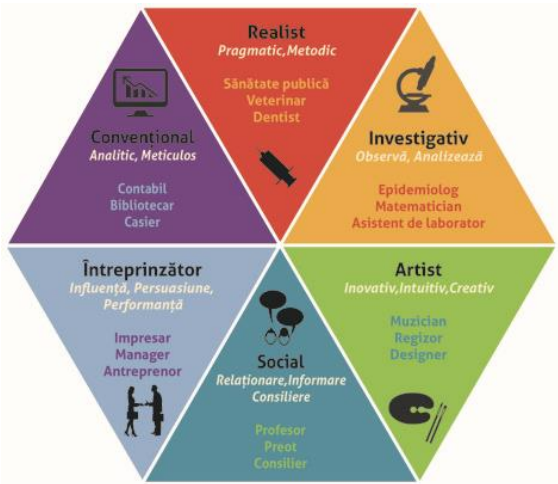 Realist
Pragmatic,Metodic
Sănătate publică
Veterinar
Dentist
Convențional
Analitic, Meticulos
Contabil
Bibliotecar
Casier
Investigativ
Observă, Analizează
Epidemiolog
Matematician
Asistent de laborator
Întreprinzător
Influență, Persuasiune,
Performanță
Impresar
Manager
Antreprenor
Social
Relaționare,Informare
Consiliere
Profesor
Preot
Consilier
Artist
Inovativ,Intuitiv,Creativ
Muzician
Regizor
Designer